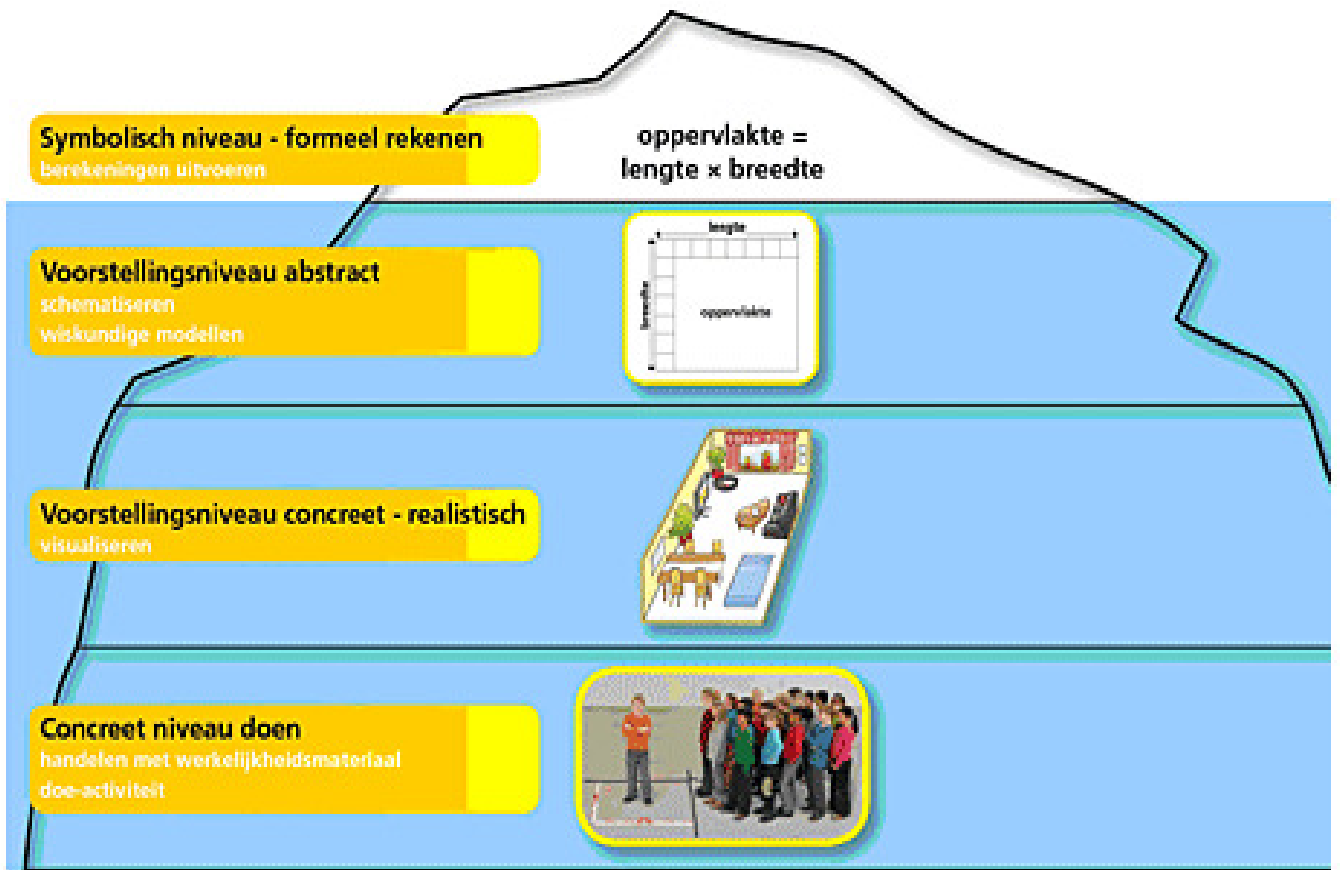 Symbolisch niveau - formeel rekenen
berekeningen uitvoeren
oppervlakte =
lengte × breedte
Voorstellingsniveau abstract
schematiseren
wiskundige modellen
lengte
breedte
oppervlakte
Voorstellingsniveau concreet - realistisch
visualiseren
Concreet niveau doen
handelen met werkelijkheidsmateriaal
doe-activiteit